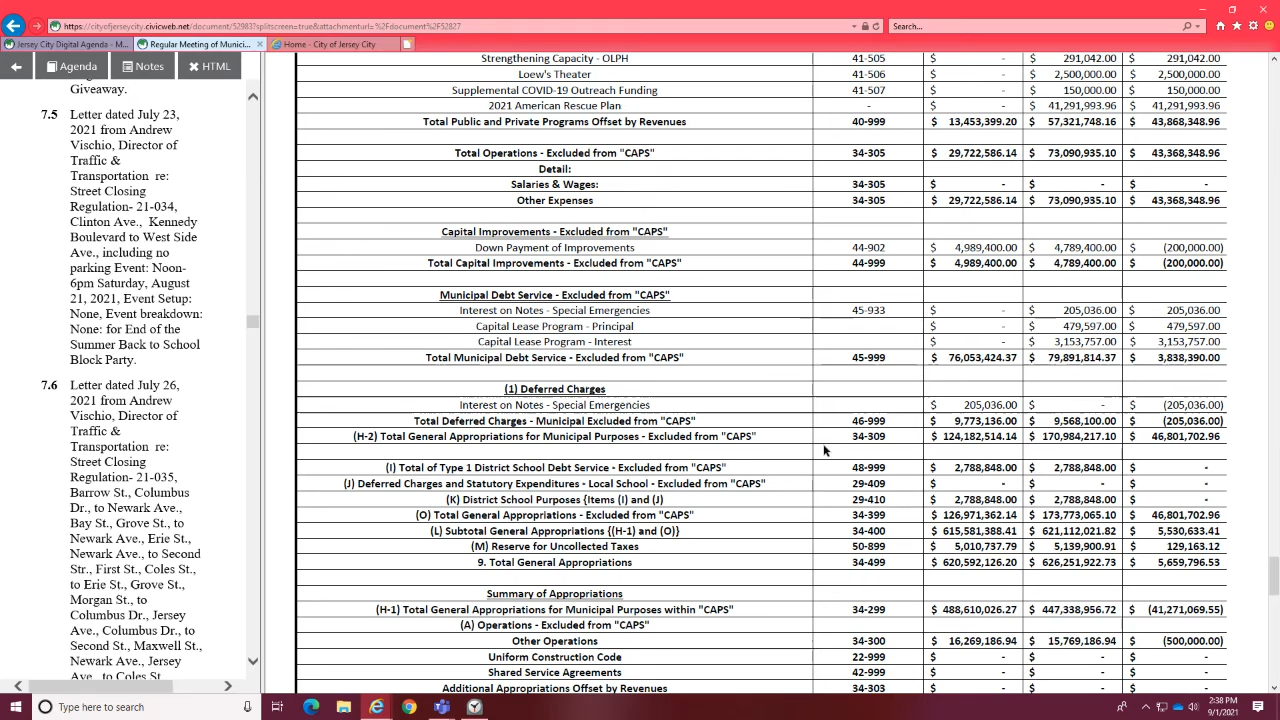 https://cityofjerseycity.civicweb.net/document/52983?splitscreen=true&attachmenturl=%2Fdocument%2F52827
Search...
Jersey City Digital Agenda - M...
Regular Meeting of Munici...
Home - City of Jersey City
Agenda
Notes
HTML
Giveaway.
7.5 Letter dated July 23,
2021 from Andrew
Vischio, Director of
Traffic &
Transportation re:
Street Closing
Regulation- 21-034,
Clinton Ave., Kennedy
Boulevard to West Side
Ave., including no
parking Event: Noon-
6pm Saturday, August
21, 2021, Event Setup:
None, Event breakdown:
None: for End of the
Summer Back to School
Block Party.
7.6 Letter dated July 26,
2021 from Andrew
Vischio, Director of
Traffic &
Transportation re:
Street Closing
Regulation- 21-035,
Barrow St., Columbus
Dr., to Newark Ave.,
Bay St., Grove St., to
Newark Ave., Erie St.,
Newark Ave., to Second
Str., First St., Coles St.,
to Erie St., Grove St.,
Morgan St., to
Columbus Dr., Jersey
Ave., Columbus Dr., to
Second St., Maxwell St.,
Newark Ave., Jersey
Ave., to Coles St.
Strengthening Capacity - OLPH 41-505 $ - $ 291,042.00 $ 291,042.00
Loew's Theater 41-506 $ - $ 2,500,000.00 $ 2,500,000.00
Supplemental COVID-19 Outreach Funding 41-507 $ - $ 150,000.00 $ 150,000.00
2021 American Rescue Plan - $ - $ 41,291,993.96 $ 41,291,993.96
Total Public and Private Programs Offset by Revenues 40-999 $ 13,453,399.20 $ 57,321,748.16 $ 43,868,348.96
Total Operations - Excluded from "CAPS" 34-305 $ 29,722,586.14 $ 73,090,935.10 $ 43,368,348.96
Detail:
Salaries & Wages: 34-305 $ - $ - $ -
Other Expenses 34-305 $ 29,722,586.14 $ 73,090,935.10 $ 43,368,348.96
Capital Improvements - Excluded from "CAPS"
Down Payment of Improvements 44-902 $ 4,989,400.00 $ 4,789,400.00 $ (200,000.00)
Total Capital Improvements - Excluded from "CAPS" 44-999 $ 4,989,400.00 $ 4,789,400.00 $ (200,000.00)
Municipal Debt Service - Excluded from "CAPS"
Interest on Notes - Special Emergencies 45-933 $ - $ 205,036.00 $ 205,036.00
Capital Lease Program - Principal $ - $ 479,597.00 $ 479,597.00
Capital Lease Program - Interest $ - $ 3,153,757.00 $ 3,153,757.00
Total Municipal Debt Service - Excluded from "CAPS" 45-999 $ 76,053,424.37 $ 79,891,814.37 $ 3,838,390.00
(1) Deferred Charges
Interest on Notes - Special Emergencies $ 205,036.00 $ - $ (205,036.00)
Total Deferred Charges - Municipal Excluded from "CAPS" 46-999 $ 9,773,136.00 $ 9,568,100.00 $ (205,036.00)
(H-2) Total General Appropriations for Municipal Purposes - Excluded from "CAPS" 34-309 $ 124,182,514.14 $ 170,984,217.10 $ 46,801,702.96
(I) Total of Type 1 District School Debt Service - Excluded from "CAPS" 48-999 $ 2,788,848.00 $ 2,788,848.00 $ -
(J) Deferred Charges and Statutory Expenditures - Local School - Excluded from "CAPS" 29-409 $ - $ - $ -
(K) District School Purposes {Items (I) and (J) 29-410 $ 2,788,848.00 $ 2,788,848.00 $ -
(O) Total General Appropriations - Excluded from "CAPS" 34-399 $ 126,971,362.14 $ 173,773,065.10 $ 46,801,702.96
(L) Subtotal General Appropriations {(H-1) and (O)} 34-400 $ 615,581,388.41 $ 621,112,021.82 $ 5,530,633.41
(M) Reserve for Uncollected Taxes 50-899 $ 5,010,737.79 $ 5,139,900.91 $ 129,163.12
9. Total General Appropriations 34-499 $ 620,592,126.20 $ 626,251,922.73 $ 5,659,796.53
Summary of Appropriations
(H-1) Total General Appropriations for Municipal Purposes within "CAPS" 34-299 $ 488,610,026.27 $ 447,338,956.72 $ (41,271,069.55)
(A) Operations - Excluded from "CAPS"
Other Operations 34-300 $ 16,269,186.94 $ 15,769,186.94 $ (500,000.00)
Uniform Construction Code 22-999 $ - $ - $ -
Shared Service Agreements 42-999 $ - $ - $ -
Additional Appropriations Offset by Revenues 34-303 $ - $ - $ -
Type here to search
2:38 PM
9/1/2021